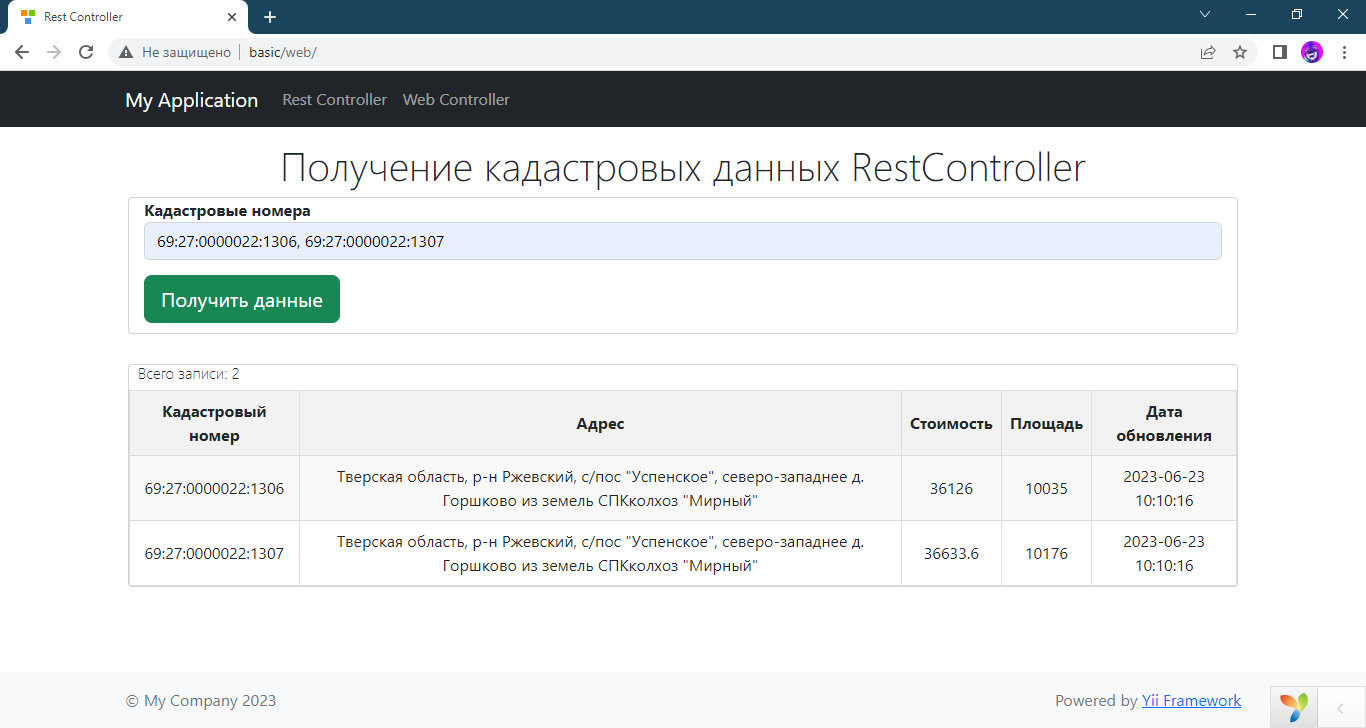 Rest Controller
Не защищено
basic/web/
My Application Rest Controller Web Controller
Получение кадастровых данных RestController
Кадастровые номера
69:27:0000022:1306, 69:27:0000022:1307
Получить данные
Всего записи: 2
Кадастровый номер Адрес Стоимость Площадь Дата обновления
69:27:0000022:1306
Тверская область, р-н Ржевский, с/пос "Успенское", северо-западнее д.
Горшково из земель СПКколхоз "Мирный"
36126
10035
2023-06-23
10:10:16
69:27:0000022:1307
Тверская область, р-н Ржевский, с/пос "Успенское", северо-западнее д.
Горшково из земель СПКколхоз "Мирный"
36633.6
10176
2023-06-23
10:10:16
© My Company 2023
Powered by Yii Framework